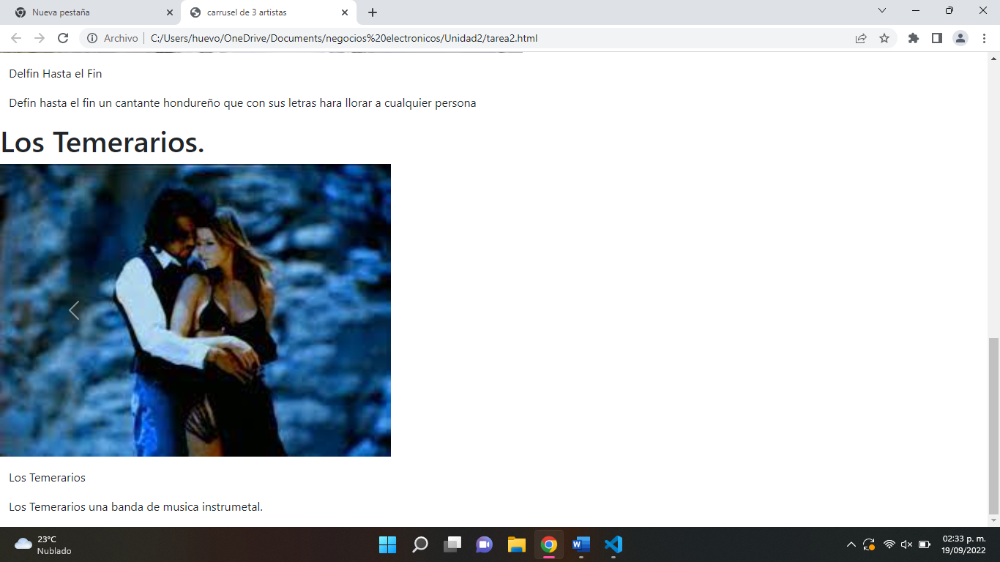 Nueva pestaña
carrusel de 3 artistas
Archivo
C:/Users/huevo/OneDrive/Documents/negocios%20electronicos/Unidad2/tarea2.html
Delfin Hasta el Fin
Defin hasta el fin un cantante hondureño que con sus letras hara llorar a cualquier persona
Los Temerarios.
Los Temerarios
Los Temerarios una banda de musica instrumetal.
23°C
Nublado
02:33 p. m.
19/09/2022